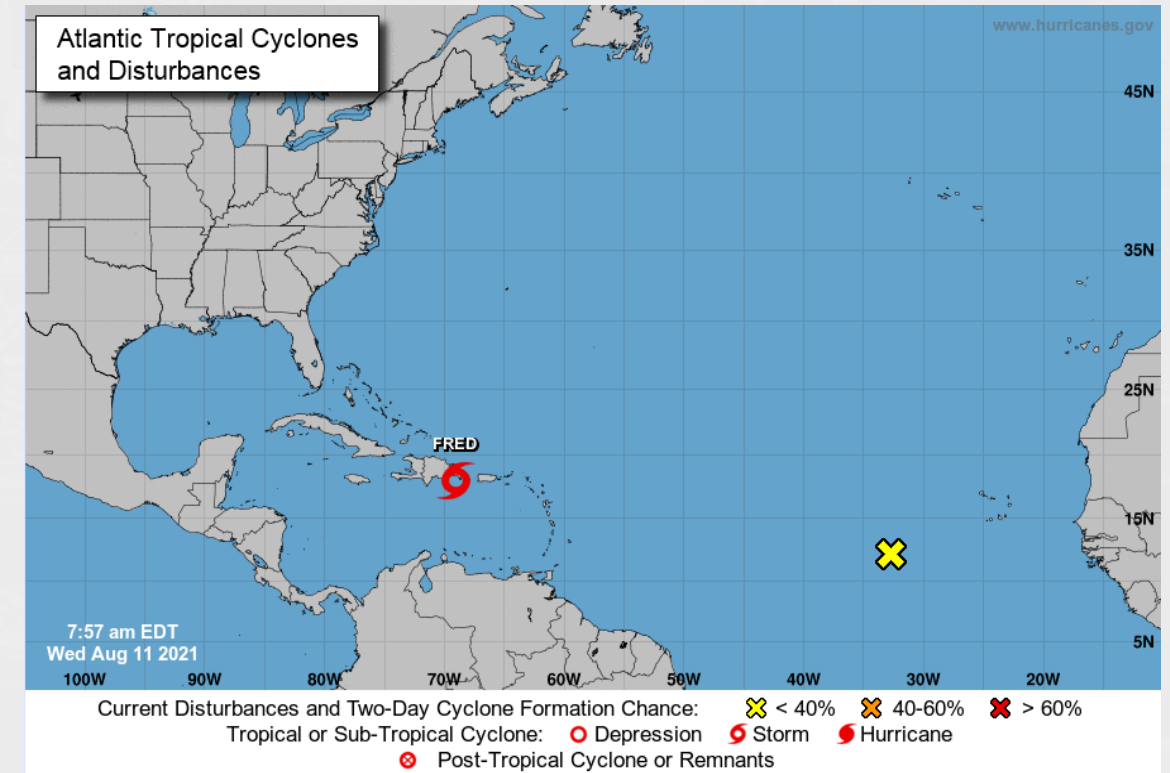 Atlantic Tropical Cyclones
and Disturbances
www.hurricanes.gov
45N
35N
25N
FRED
15N
7:57 am EDT
Wed Aug 11 2021
5N
100W 90W 80W 70W 60W 50W 40W 30W 20W
Current Disturbances and Two-Day Cyclone Formation Chance: < 40% 40-60% > 60%
Tropical or Sub-Tropical Cyclone: Depression Storm Hurricane
Post-Tropical Cyclone or Remnants